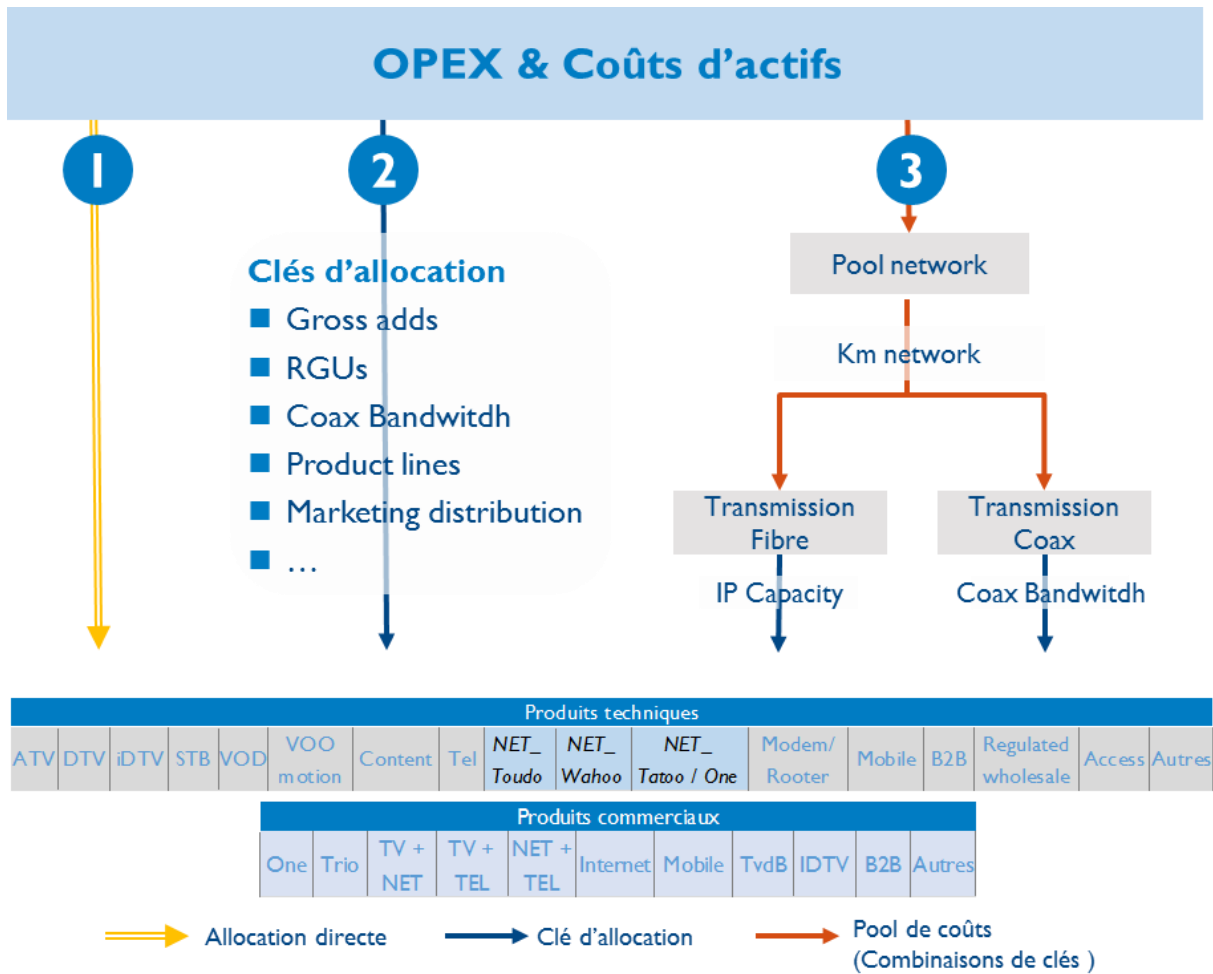 OPEX & Coûts d'actifs
1
2
3
Clés d'allocation
Gross adds
RGUs
Coax Bandwitdh
Product lines
Marketing distribution
...
Pool network
Km network
Transmission
Fibre
Transmission
Coax
IP Capacity
Coax Bandwitdh
Produits techniques
ATV
DTV
iDTV
STB
VOD
VOO
motion
Content
Tel
NET_
Toudo
NET_
Wahoo
NET_
Tatoo / One
Modem/
Rooter
Mobile
B2B
Regulated
wholesale
Access
Autres
Produits commerciaux
One
Trio
TV +
NET
TV +
TEL
NET +
TEL
Internet
Mobile
TvdB
IDTV
B2B
Autres
Allocation directe
Clé d'allocation
Pool de coûts
(Combinaisons de clés )